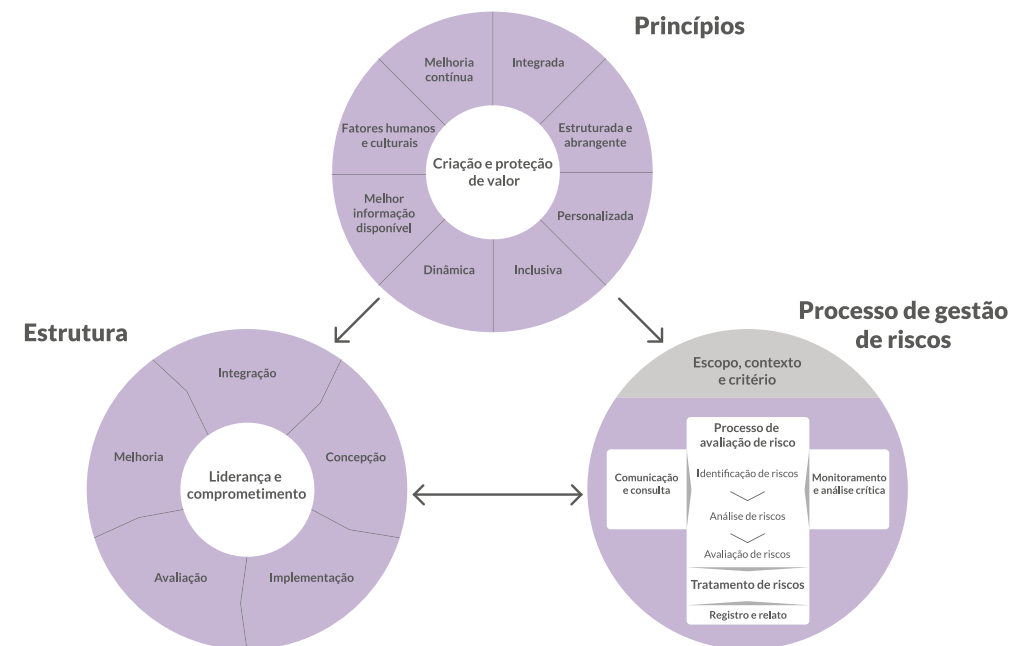 Princípios
Melhoria
contínua
Integrada
Fatores humanos
e culturais
Estruturada e
abrangente
Criação e proteção
de valor
Melhor
informação
disponível
Personalizada
Dinâmica
Inclusiva
Estrutura
Integração
Melhoria
Concepção
Liderança e
comprometimento
Avaliação
Implementação
Processo de gestão
de riscos
Escopo, contexto
e critério
Processo de
avaliação de risco
Comunicação
e consulta
Identificação de riscos
Análise de riscos
Avaliação de riscos
Monitoramento
e análise crítica
Tratamento de riscos
Registro e relato